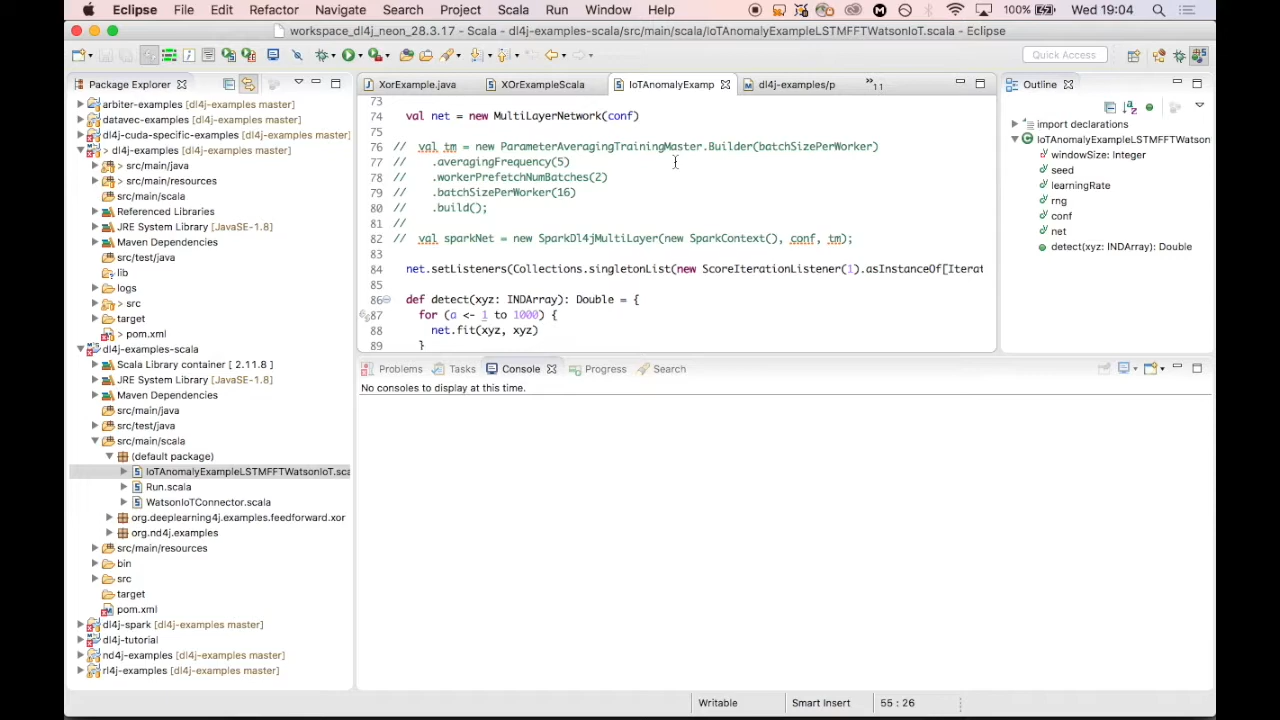 Eclipse File Edit Refactor Navigate Search Project Scala Run Window Help 100% Wed 19:04
workspace_dl4j_neon_28.3.17 - Scala - dl4j-examples-scala/src/main/scala/IoTAnomalyExampleLSTMFFTWatsonIoT.scala - Eclipse
Quick Access
Package Explorer
arbiter-examples [dl4j-examples master]
datavec-examples [dl4j-examples master]
dl4j-cuda-specific-examples [dl4j-examples master]
> dl4j-examples [dl4j-examples master]
> src/main/java
> src/main/resources
src/main/scala
Referenced Libraries
JRE System Library [JavaSE-1.8]
Maven Dependencies
src/test/java
lib
logs
> src
target
> pom.xml
dl4j-examples-scala
Scala Library container [ 2.11.8 ]
JRE System Library [JavaSE-1.8]
Maven Dependencies
src/main/java
src/test/java
src/main/scala
(default package)
IoTAnomalyExampleLSTMFFTWatsonIoT.sca
Run.scala
WatsonIoTConnector.scala
org.deeplearning4j.examples.feedforward.xor
org.nd4j.examples
src/main/resources
bin
src
target
pom.xml
dl4j-spark [dl4j-examples master]
dl4j-tutorial
nd4j-examples [dl4j-examples master]
rl4j-examples [dl4j-examples master]
XorExample.java XOrExampleScala IoTAnomalyExamp dl4j-examples/p »11
73
74 val net = new MultiLayerNetwork(conf)
75
76 // val tm = new ParameterAveragingTrainingMaster.Builder(batchSizePerWorker)
77 // .averagingFrequency(5)
78 // .workerPrefetchNumBatches(2)
79 // .batchSizePerWorker(16)
80 // .build();
81 //
82 // val sparkNet = new SparkDl4jMultiLayer(new SparkContext(), conf, tm);
83
84 net.setListeners(Collections.singletonList(new ScoreIterationListener(1).asInstanceOf[Iterat
85
86 def detect(xyz: INDArray): Double = {
87 for (a <- 1 to 1000) {
88 net.fit(xyz, xyz)
89 }
Outline
import declarations
IoTAnomalyExampleLSTMFFTWatson
windowSize: Integer
seed
learningRate
rng
conf
net
detect(xyz: INDArray): Double
Problems Tasks Console Progress Search
No consoles to display at this time.
Writable Smart Insert 55 : 26